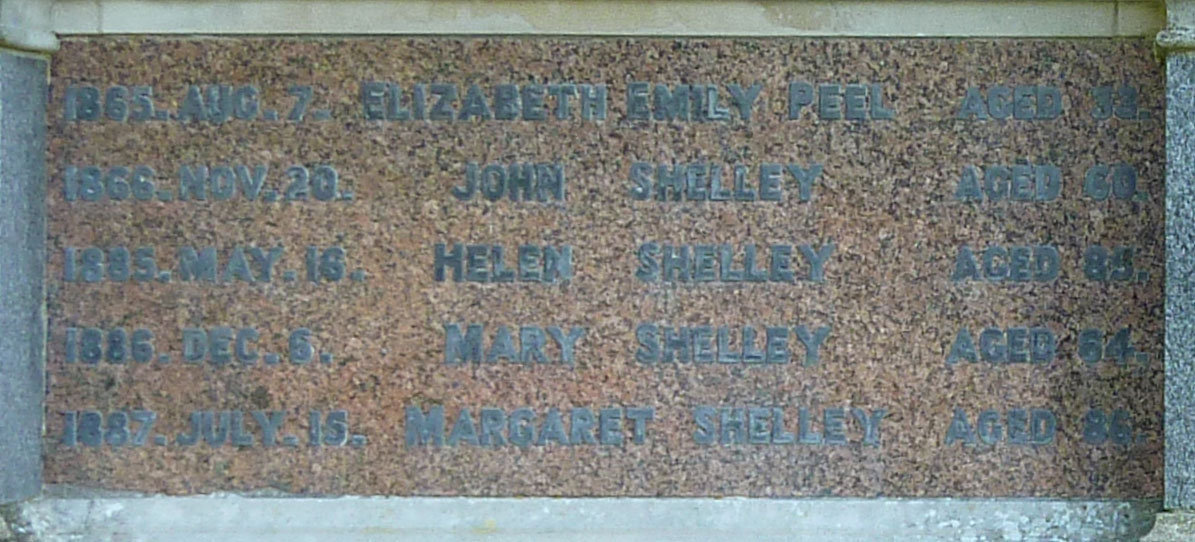 1865. AUG. 7. ELIZABETH EMILY PEEL AGED 32.
1866. NOV. 20. JOHN SHELLEY AGED 60.
1885. MAY. 16. HELEN SHELLEY AGED 85.
1886. DEC. 6. MARY SHELLEY AGED 64.
1887. JULY. 15. MARGARET SHELLEY AGED 86.